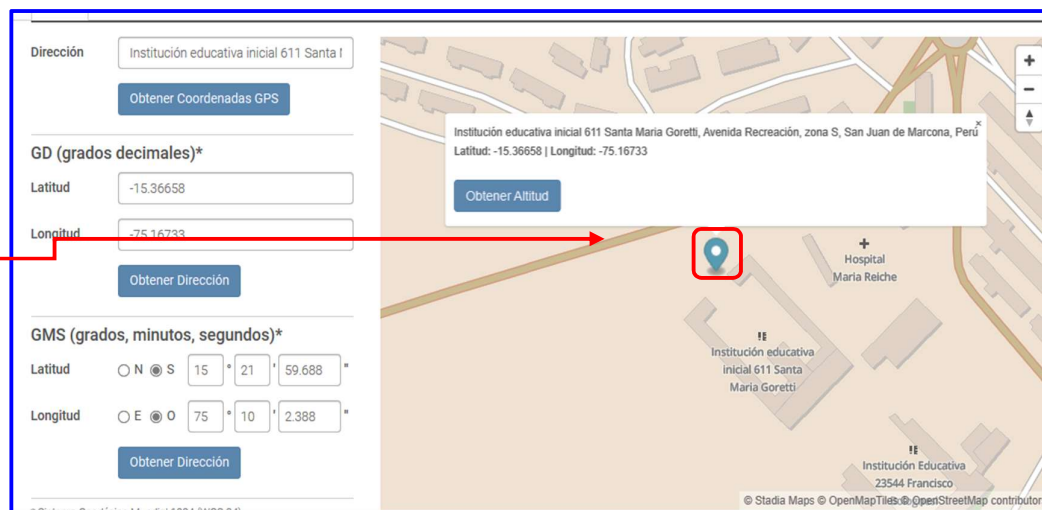 Dirección
Institución educativa inicial 611 Santa
Obtener Coordenadas GPS
GD (grados decimales)*
Latitud
-15.36658
Longitud
-75.16733
Obtener Dirección
GMS (grados, minutos, segundos)*
Latitud
N S 15 ° 21 ' 59.688 "
Longitud
E O 75 ° 10 ' 2.388 "
Obtener Dirección
Institución educativa inicial 611 Santa Maria Goretti, Avenida Recreación, zona S, San Juan de Marcona, Perú
×
Latitud: -15.36658 | Longitud: -75.16733
Obtener Altitud
+
−
Hospital
Maria Reiche
Institución educativa
inicial 611 Santa
Maria Goretti
Institución Educativa
23544 Francisco
© Stadia Maps © OpenMapTiles © OpenStreetMap contributor